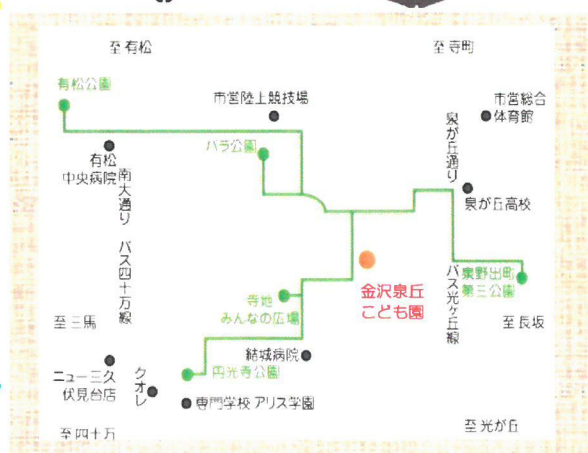 至有松
至寺町
有松公園
市営陸上競技場
市営総合
体育館
バラ公園
泉が丘通り
有松
中央病院
南大通り
バス四十万線
泉が丘高校
金沢泉丘
こども園
バス光ヶ丘線
泉野出町
第三公園
寺地
みんなの広場
至三馬
至長坂
結城病院
ニュー三久
伏見台店
クオレ
円光寺公園
専門学校 アリス学園
至四十万
至光が丘